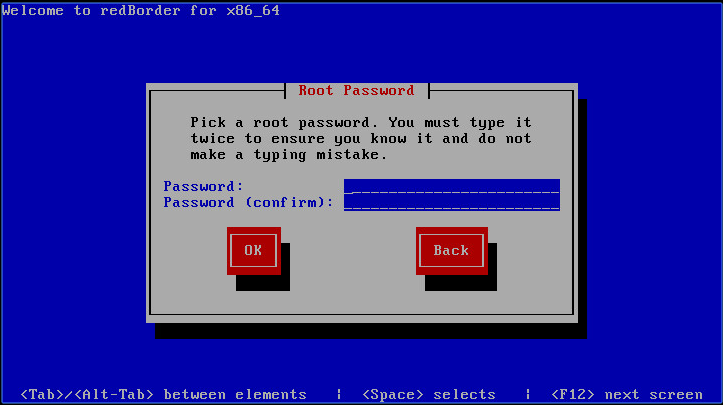 Welcome to redBorder for x86_64
Root Password
Pick a root password. You must type it
twice to ensure you know it and do not
make a typing mistake.
Password:
Password (confirm):
OK Back
<Tab>/<Alt-Tab> between elements | <Space> selects | <F12> next screen